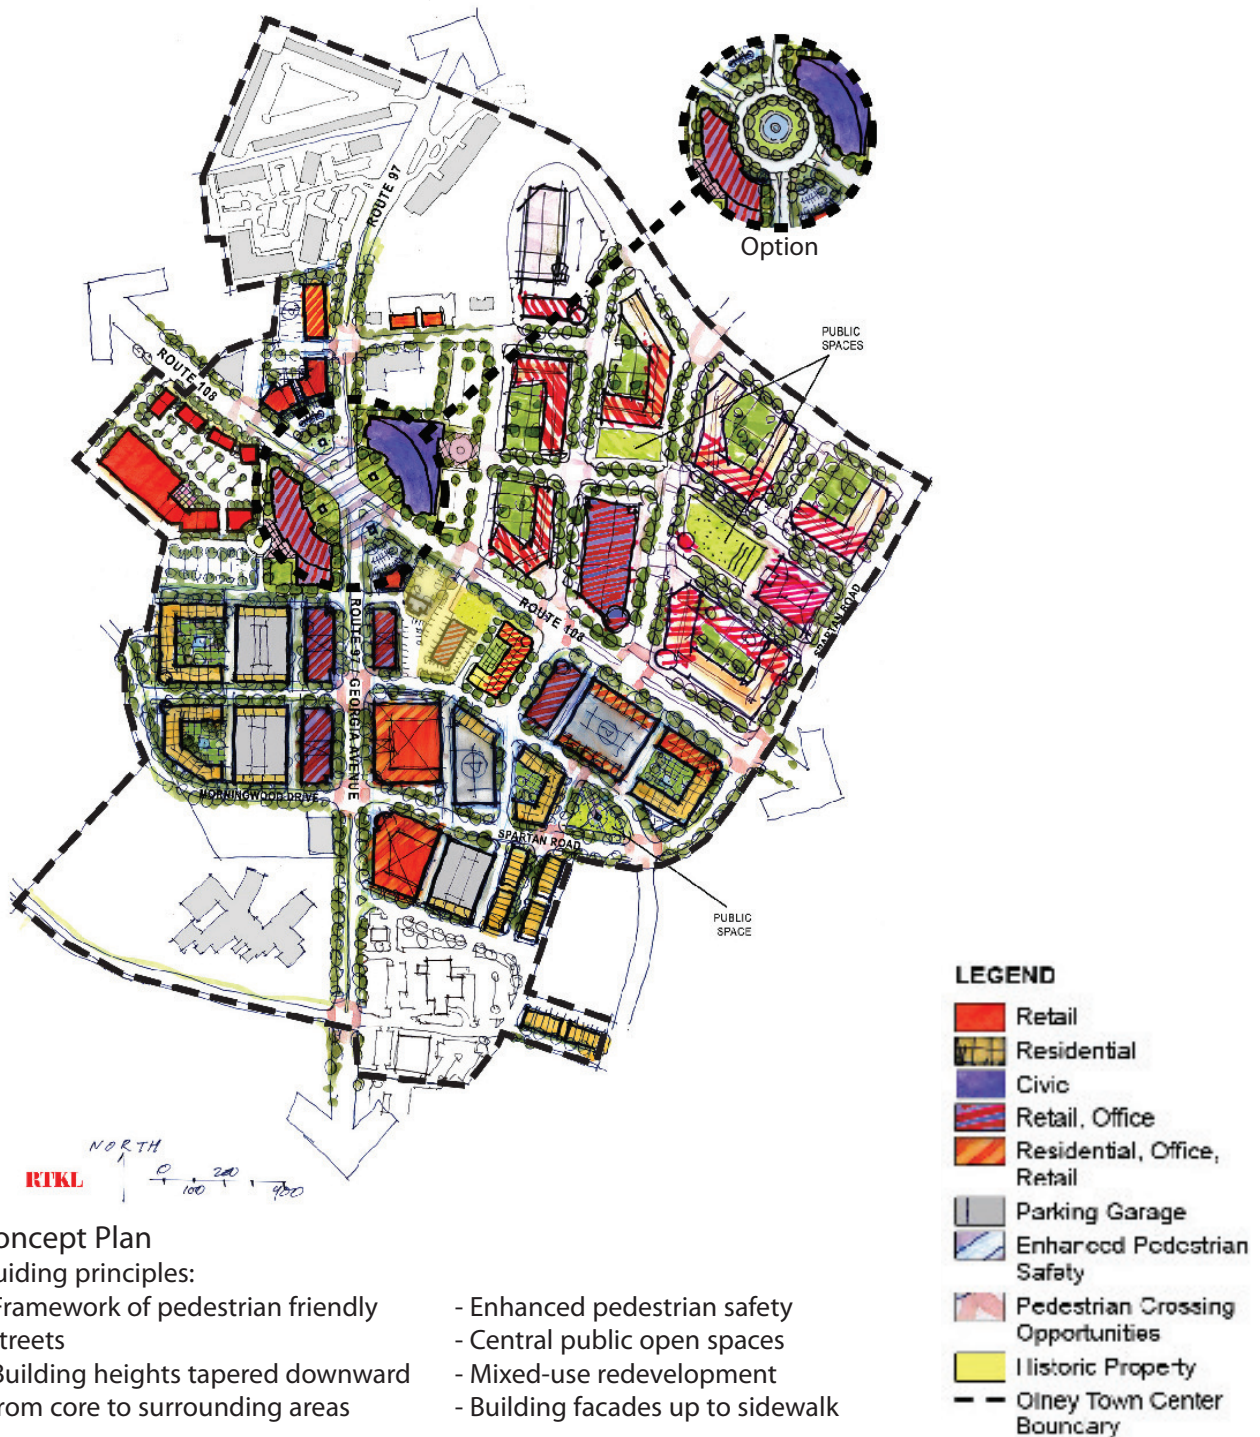 Option
ROUTE 97
PUBLIC
SPACES
ROUTE 108
ROUTE 108
SPARTAN ROAD
ROUTE 97 - GEORGIA AVENUE
MORNINGWOOD DRIVE
SPARTAN ROAD
PUBLIC
SPACE
NORTH
RTKL
0 200
100 400
LEGEND
Retail
Residential
Civic
Retail, Office
Residential, Office,
Retail
Parking Garage
Enhanced Pedestrian
Safety
Pedestrian Crossing
Opportunities
Historic Property
Olney Town Center
Boundary
oncept Plan
uiding principles:
Framework of pedestrian friendly
treets
Building heights tapered downward
rom core to surrounding areas
- Enhanced pedestrian safety
- Central public open spaces
- Mixed-use redevelopment
- Building facades up to sidewalk